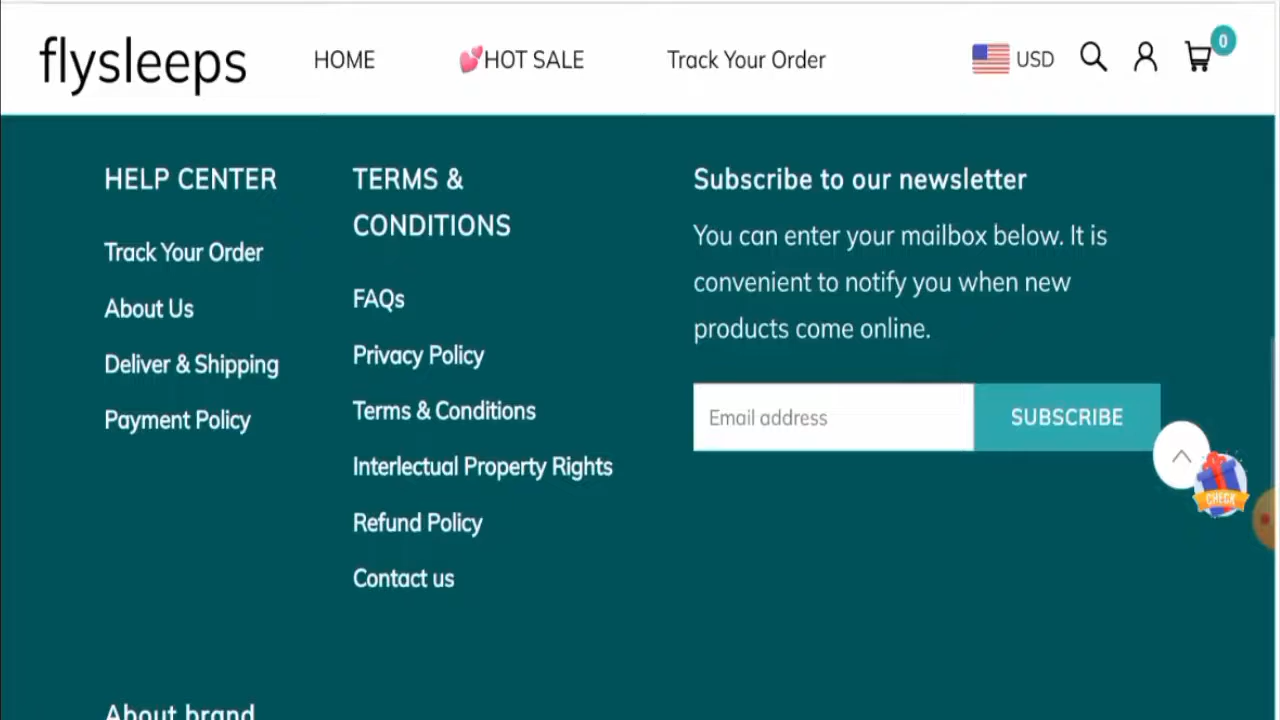 flysleeps
HOME
💕HOT SALE
Track Your Order
USD
0
HELP CENTER
Track Your Order
About Us
Deliver & Shipping
Payment Policy
TERMS &
CONDITIONS
FAQs
Privacy Policy
Terms & Conditions
Interlectual Property Rights
Refund Policy
Contact us
Subscribe to our newsletter
You can enter your mailbox below. It is
convenient to notify you when new
products come online.
Email address
SUBSCRIBE
CHECK
About brand